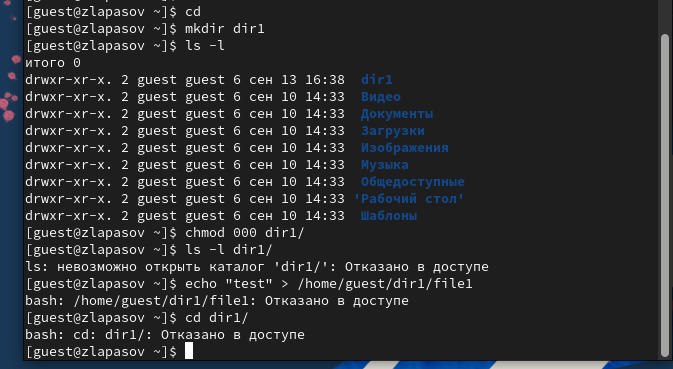 [guest@zlapasov ~]$ cd
[guest@zlapasov ~]$ mkdir dir1
[guest@zlapasov ~]$ ls -l
итого 0
drwxr-xr-x. 2 guest guest 6 сен 13 16:38  dir1
drwxr-xr-x. 2 guest guest 6 сен 10 14:33  Видео
drwxr-xr-x. 2 guest guest 6 сен 10 14:33  Документы
drwxr-xr-x. 2 guest guest 6 сен 10 14:33  Загрузки
drwxr-xr-x. 2 guest guest 6 сен 10 14:33  Изображения
drwxr-xr-x. 2 guest guest 6 сен 10 14:33  Музыка
drwxr-xr-x. 2 guest guest 6 сен 10 14:33  Общедоступные
drwxr-xr-x. 2 guest guest 6 сен 10 14:33 'Рабочий стол'
drwxr-xr-x. 2 guest guest 6 сен 10 14:33  Шаблоны
[guest@zlapasov ~]$ chmod 000 dir1/
[guest@zlapasov ~]$ ls -l dir1/
ls: невозможно открыть каталог 'dir1/': Отказано в доступе
[guest@zlapasov ~]$ echo "test" > /home/guest/dir1/file1
bash: /home/guest/dir1/file1: Отказано в доступе
[guest@zlapasov ~]$ cd dir1/
bash: cd: dir1/: Отказано в доступе
[guest@zlapasov ~]$